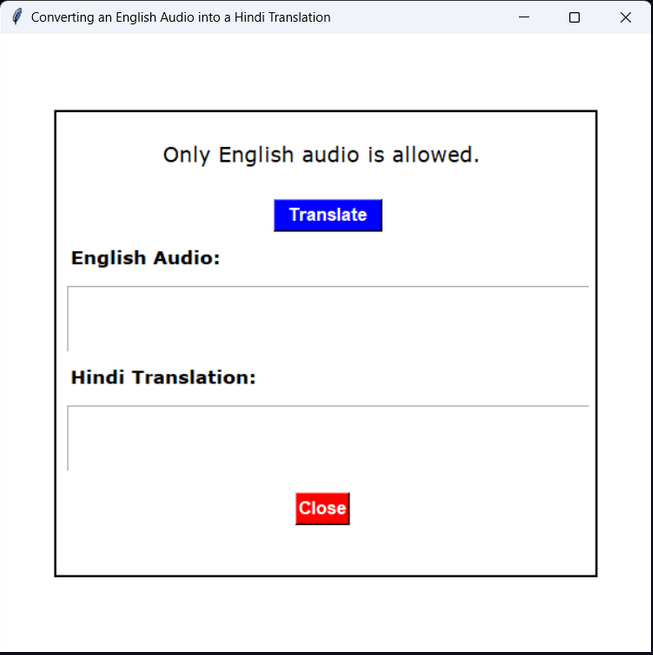 Converting an English Audio into a Hindi Translation
Only English audio is allowed.
Translate
English Audio:
Hindi Translation:
Close